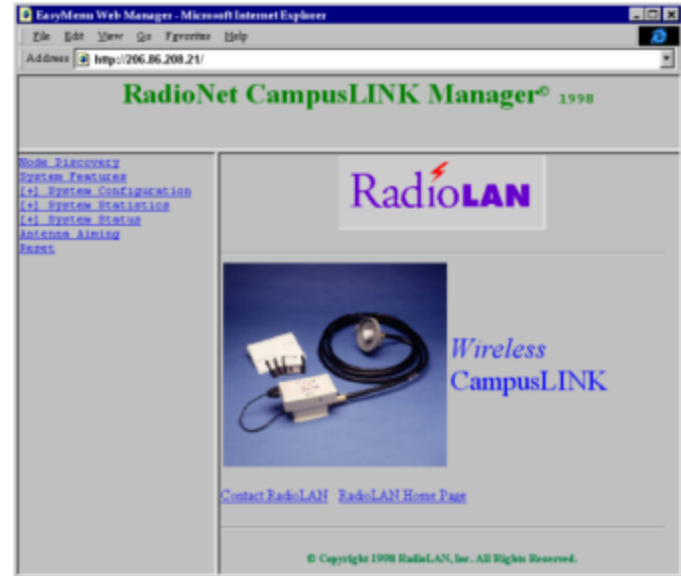 EasyMenu Web Manager - Microsoft Internet Explorer
File Edit View Go Favorites Help
Address http://206.86.208.21/
RadioNet CampusLINK Manager© 1998
Node Discovery
System Features
[+] System Configuration
[+] System Statistics
[+] System Status
Antenna Aiming
Reset
RadioLAN
Wireless
CampusLINK
Contact RadioLAN RadioLAN Home Page
© Copyright 1998 RadioLAN, Inc. All Rights Reserved.